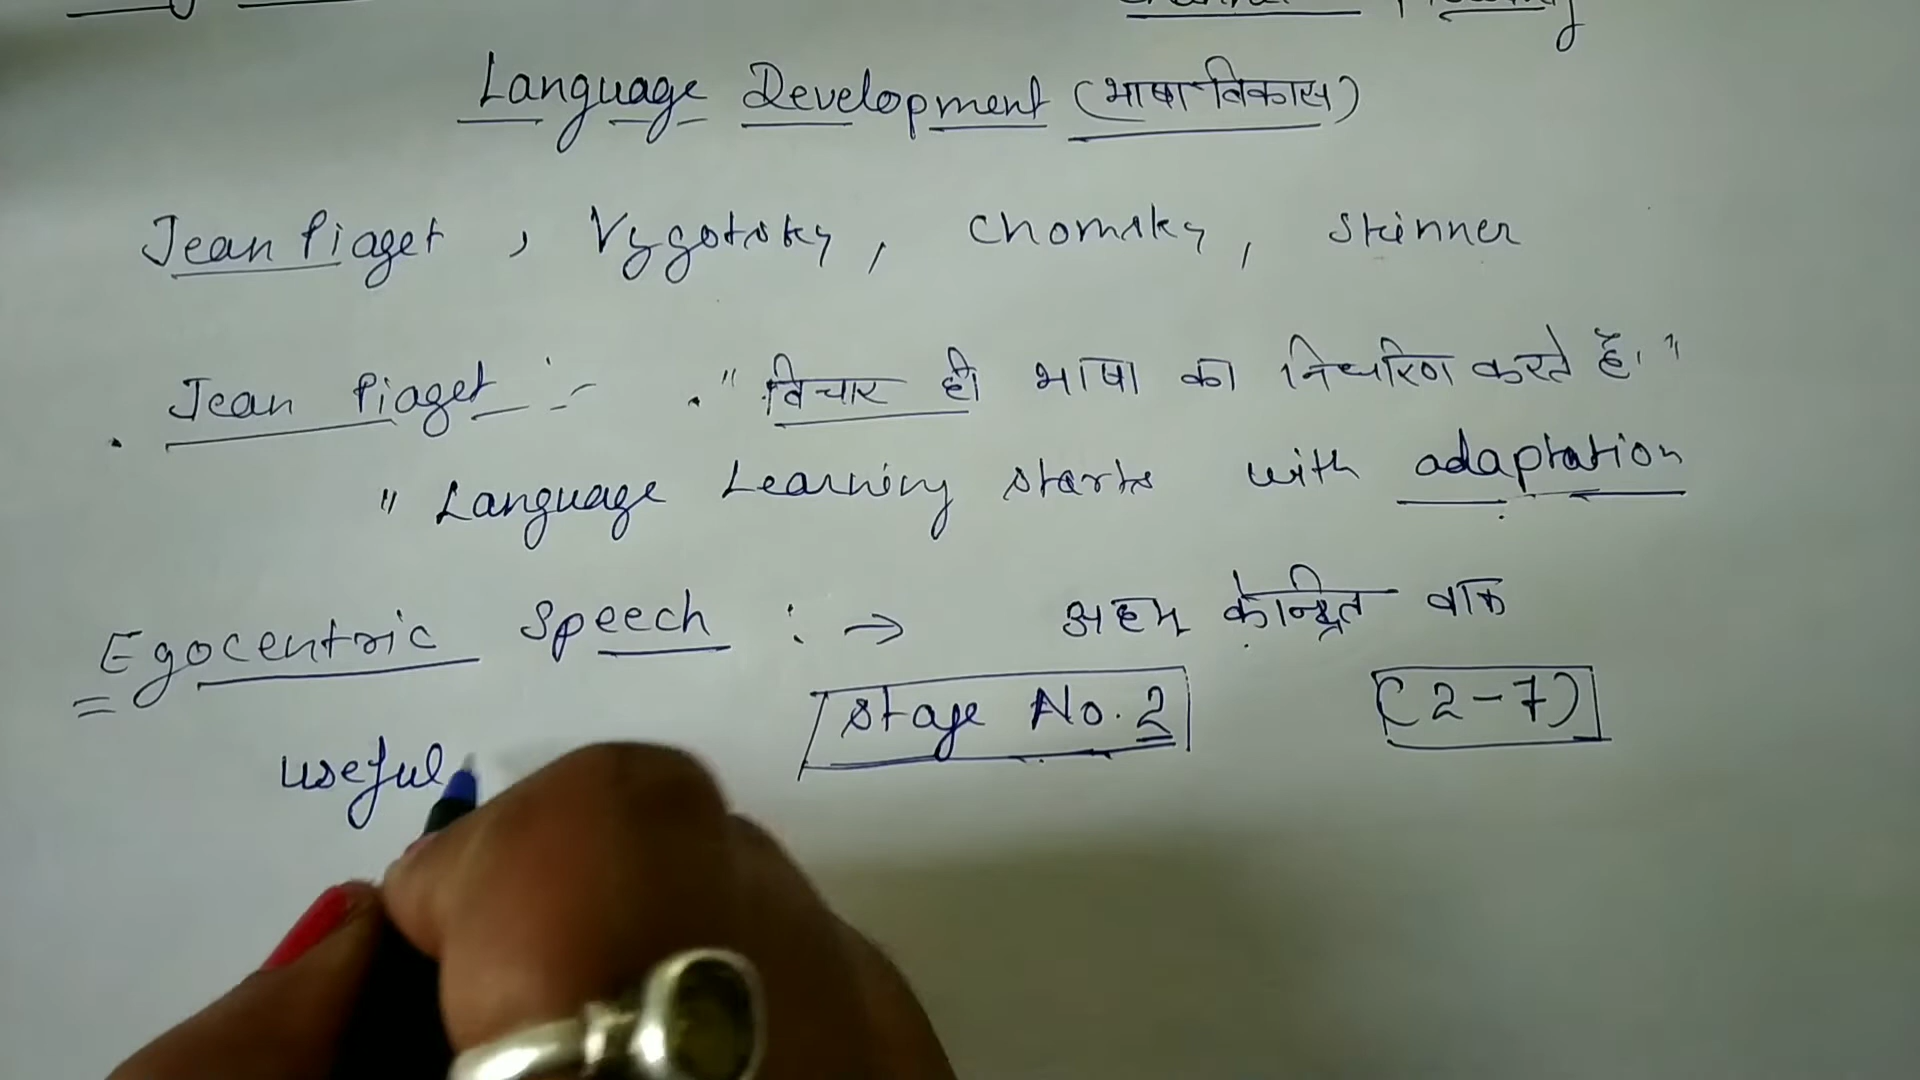 Language Development (भाषा विकास)
Jean Piaget , Vygotsky , Chomsky , Skinner
. Jean Piaget :- . " विचार ही भाषा का निर्धारण करते हैं। "
" Language Learning starts with adaptation
Egocentric Speech : → अहम केन्द्रित वाक
Stage No. 2 (2-7)
useful